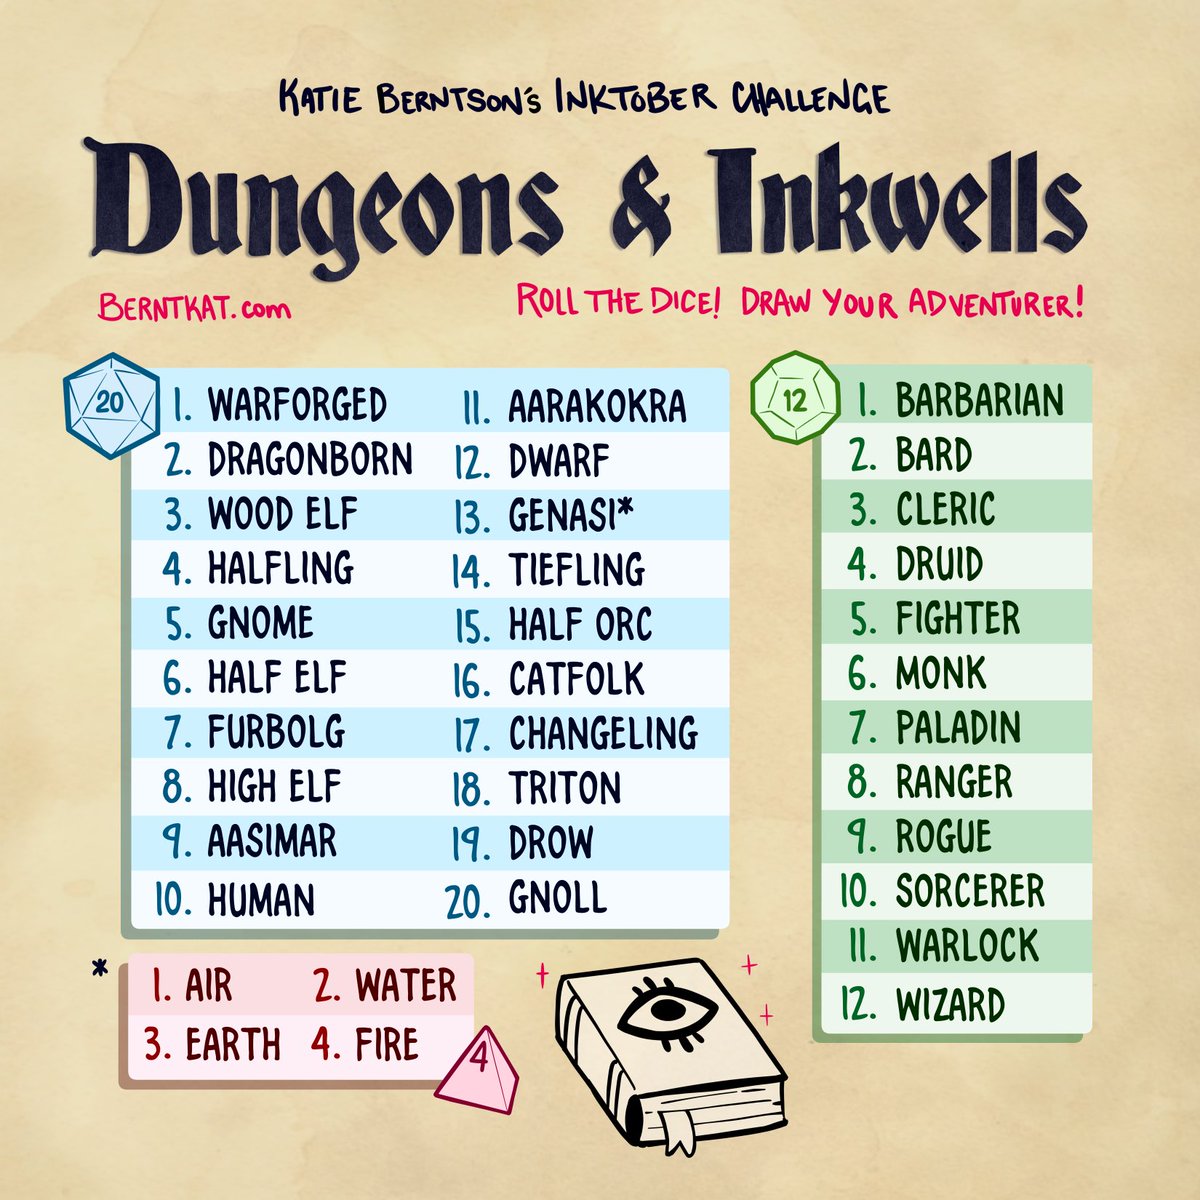 KATIE BERNTSON'S INKTOBER CHALLENGE
Dungeons & Inkwells
BERNTKAT.com
ROLL THE DICE! DRAW YOUR ADVENTURER!
20
1. WARFORGED
2. DRAGONBORN
3. WOOD ELF
4. HALFLING
5. GNOME
6. HALF ELF
7. FURBOLG
8. HIGH ELF
9. AASIMAR
10. HUMAN
11. AARAKOKRA
12. DWARF
13. GENASI*
14. TIEFLING
15. HALF ORC
16. CATFOLK
17. CHANGELING
18. TRITON
19. DROW
20. GNOLL
12
1. BARBARIAN
2. BARD
3. CLERIC
4. DRUID
5. FIGHTER
6. MONK
7. PALADIN
8. RANGER
9. ROGUE
10. SORCERER
11. WARLOCK
12. WIZARD
*
1. AIR
2. WATER
3. EARTH
4. FIRE
4